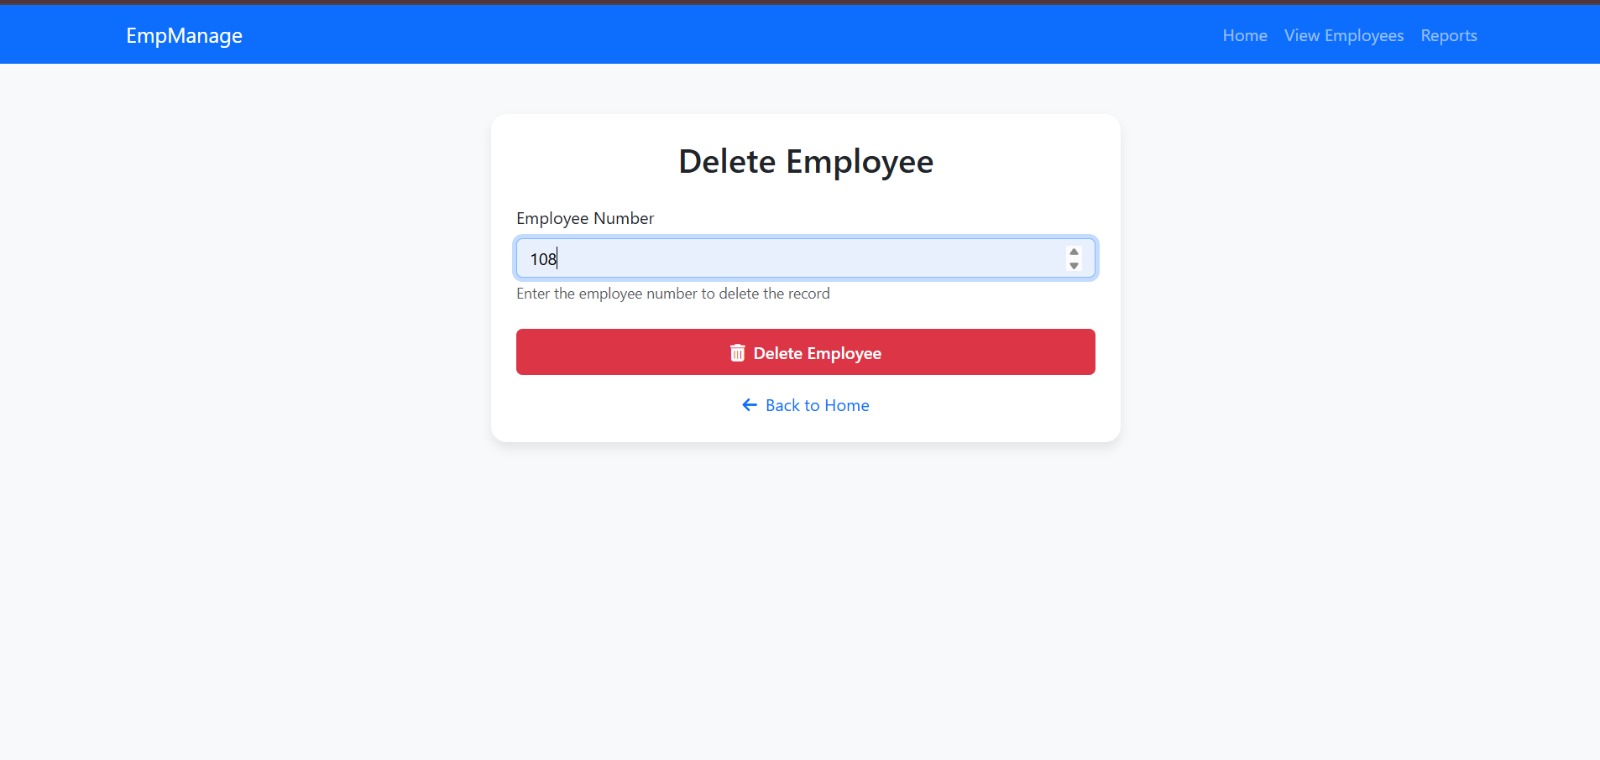 EmpManage
Home View Employees Reports
Delete Employee
Employee Number
108
Enter the employee number to delete the record
Delete Employee
Back to Home